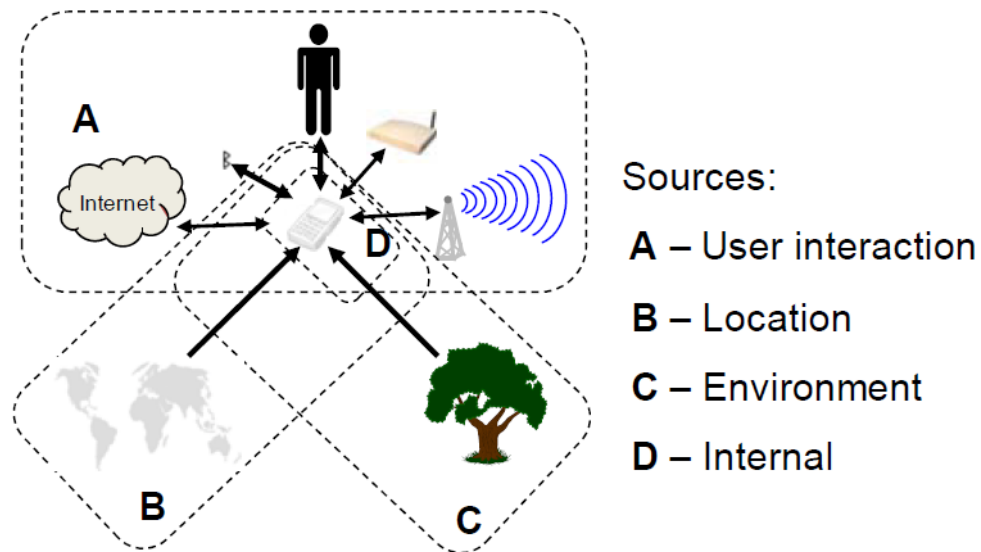 A
Internet
D
B
C
Sources:
A – User interaction
B – Location
C – Environment
D – Internal